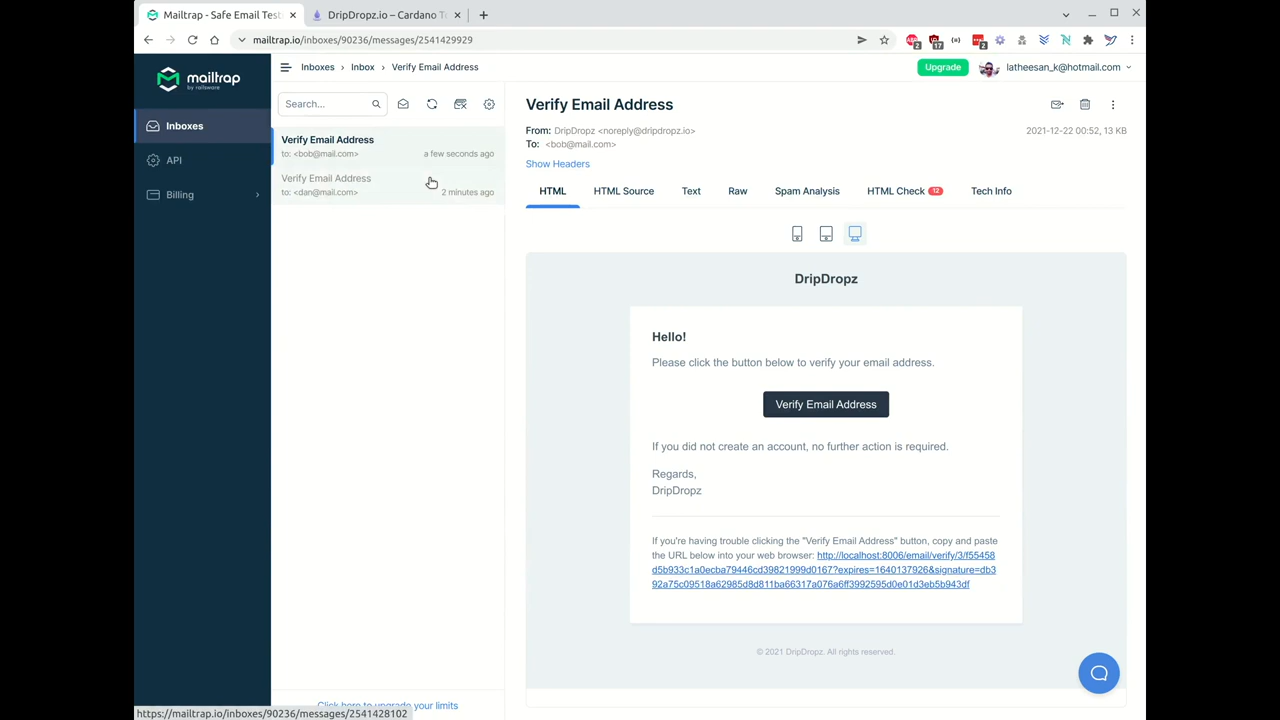 Mailtrap - Safe Email Test
DripDropz.io – Cardano T
mailtrap.io/inboxes/90236/messages/2541429929
2
17
2
mailtrap
by railsware
Inboxes
API
Billing
Inboxes › Inbox › Verify Email Address
Upgrade
latheesan_k@hotmail.com
Search...
Verify Email Address
to: <bob@mail.com>
a few seconds ago
Verify Email Address
to: <dan@mail.com>
2 minutes ago
Click here to upgrade your limits
Verify Email Address
From: DripDropz <noreply@dripdropz.io>
2021-12-22 00:52, 13 KB
To: <bob@mail.com>
Show Headers
HTML HTML Source Text Raw Spam Analysis HTML Check 12 Tech Info
DripDropz
Hello!
Please click the button below to verify your email address.
Verify Email Address
If you did not create an account, no further action is required.
Regards,
DripDropz
If you're having trouble clicking the "Verify Email Address" button, copy and paste
the URL below into your web browser: http://localhost:8006/email/verify/3/f55458
d5b933c1a0ecba79446cd39821999d0167?expires=1640137926&signature=db3
92a75c09518a62985d8d811ba66317a076a6ff3992595d0e01d3eb5b943df
© 2021 DripDropz. All rights reserved.
https://mailtrap.io/inboxes/90236/messages/2541428102